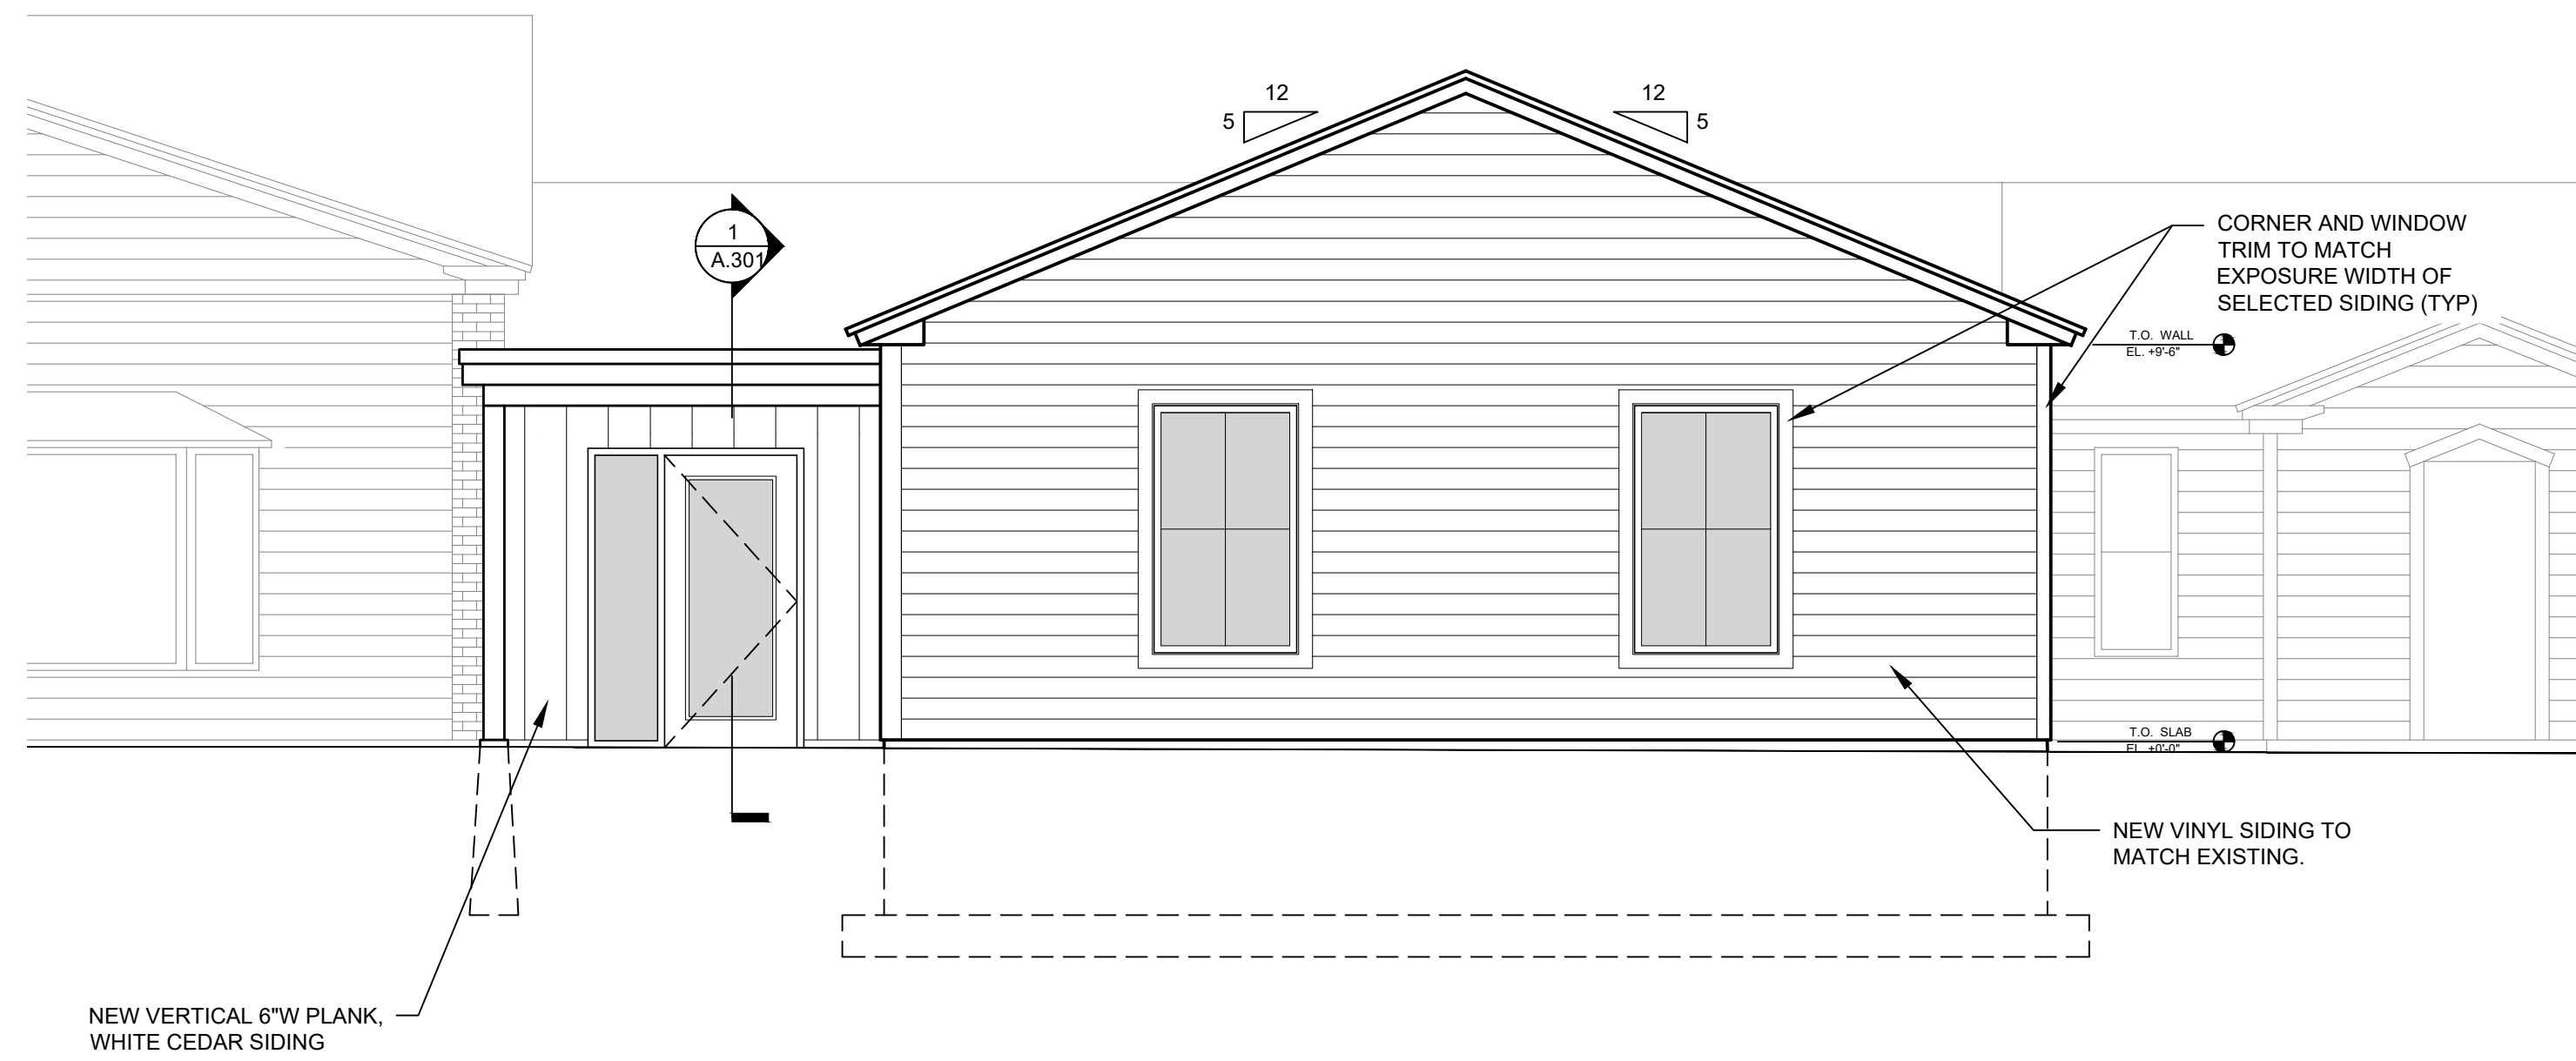 12
5
12
5
1
A.301
CORNER AND WINDOW
TRIM TO MATCH
EXPOSURE WIDTH OF
SELECTED SIDING (TYP)
T.O. WALL
EL. +9'-6"
T.O. SLAB
EL. +0'-0"
NEW VINYL SIDING TO
MATCH EXISTING.
NEW VERTICAL 6"W PLANK,
WHITE CEDAR SIDING